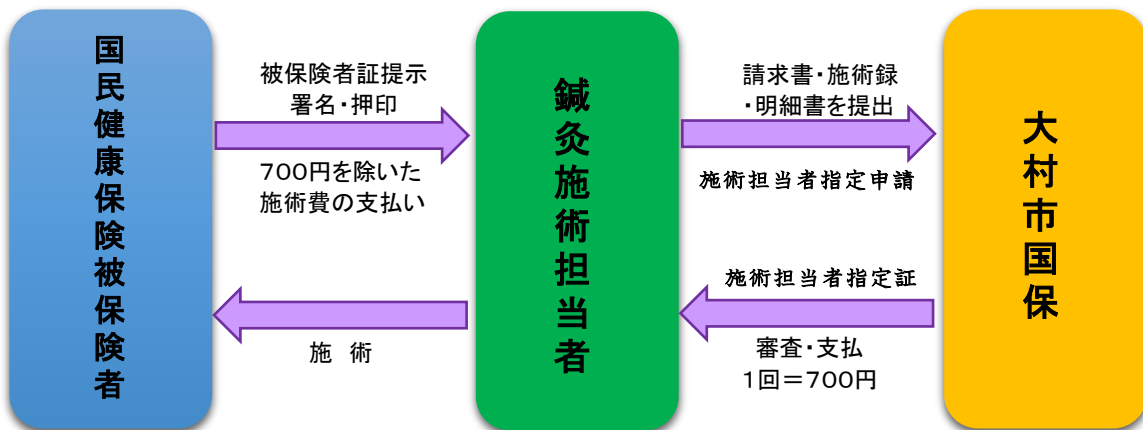 国民健康保険被保険者
被保険者証提示
署名・押印
700円を除いた
施術費の支払い
施 術
鍼灸施術担当者
請求書・施術録
・明細書を提出
施術担当者指定申請
施術担当者指定証
審査・支払
1回＝700円
大村市国保